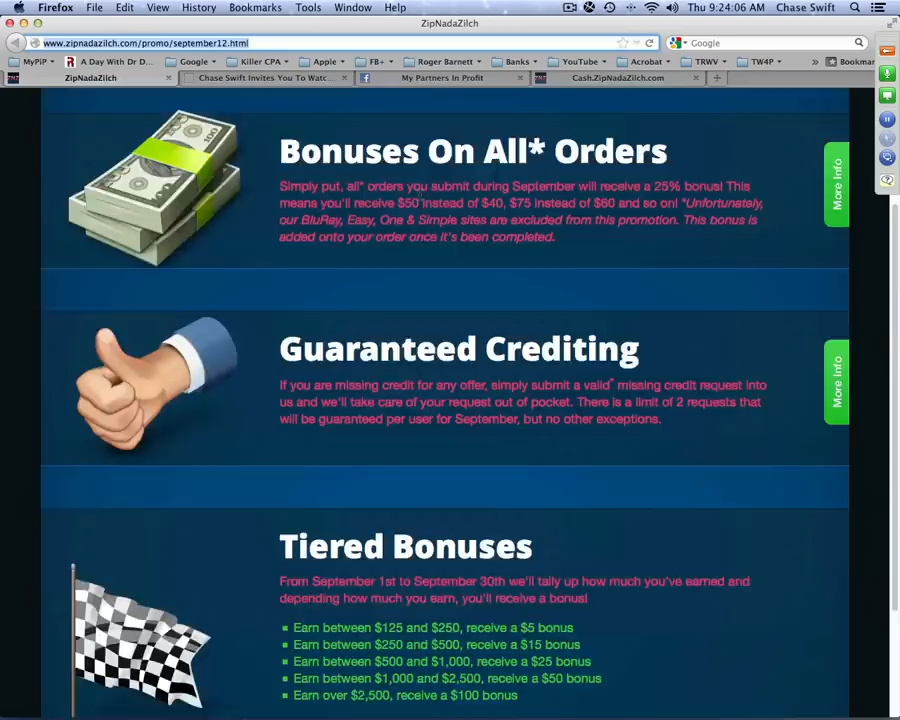 Firefox File Edit View History Bookmarks Tools Window Help Thu 9:24:06 AM Chase Swift
ZipNadaZilch
www.zipnadazilch.com/promo/september12.html Google
MyPiP A Day With Dr D... Google Killer CPA Apple FB+ Roger Barnett Banks YouTube Acrobat TRWV TW4P » Bookmar
ZipNadaZilch × Chase Swift Invites You To Watc... × My Partners In Profit × Cash.ZipNadaZilch.com × +
Bonuses On All* Orders
Simply put, all* orders you submit during September will receive a 25% bonus! This
means you'll receive $50 instead of $40, $75 instead of $60 and so on! *Unfortunately,
our BluRay, Easy, One & Simple sites are excluded from this promotion. This bonus is
added onto your order once it's been completed.
More Info
Guaranteed Crediting
If you are missing credit for any offer, simply submit a valid* missing credit request into
us and we'll take care of your request out of pocket. There is a limit of 2 requests that
will be guaranteed per user for September, but no other exceptions.
More Info
Tiered Bonuses
From September 1st to September 30th we'll tally up how much you've earned and
depending how much you earn, you'll receive a bonus!
Earn between $125 and $250, receive a $5 bonus
Earn between $250 and $500, receive a $15 bonus
Earn between $500 and $1,000, receive a $25 bonus
Earn between $1,000 and $2,500, receive a $50 bonus
Earn over $2,500, receive a $100 bonus